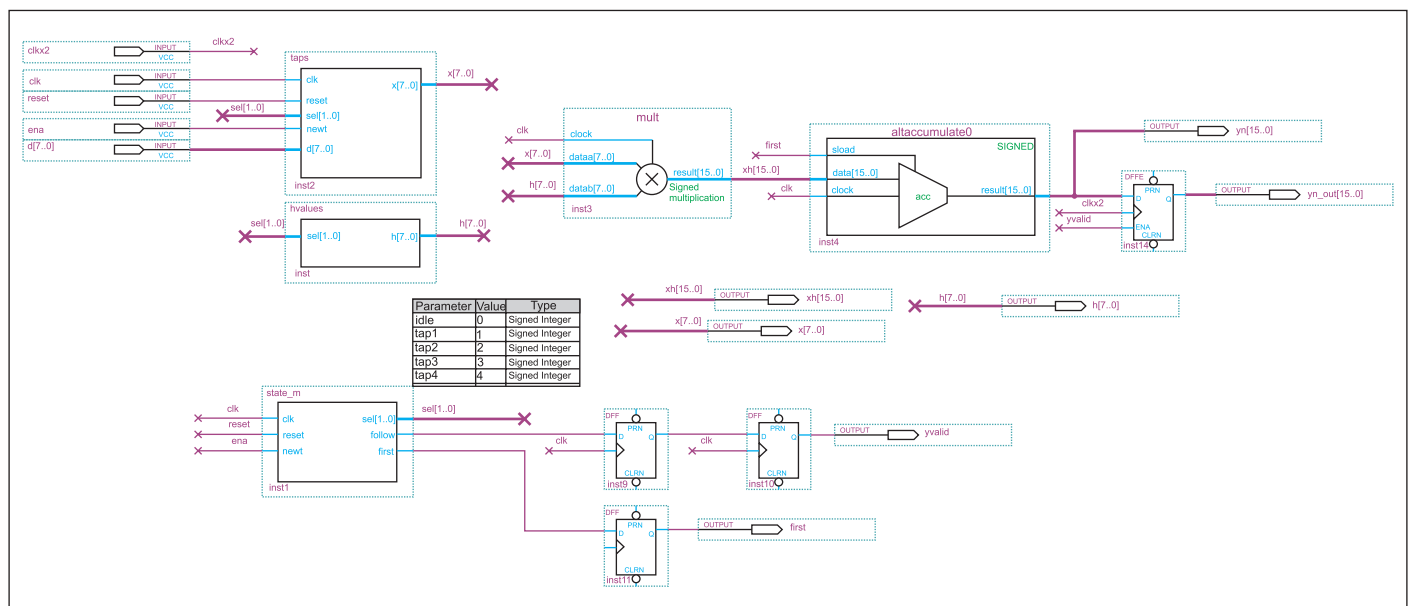 clkx2 INPUT VCC clkx2
clk INPUT VCC
reset INPUT VCC
ena INPUT VCC
d[7..0] INPUT VCC
sel[1..0]
taps
clk
reset
sel[1..0]
newt
d[7..0]
x[7..0]
inst2
x[7..0]
hvalues
sel[1..0]
sel[1..0]
h[7..0]
inst
h[7..0]
mult
clk
clock
x[7..0]
dataa[7..0]
h[7..0]
datab[7..0]
result[15..0]
Signed
multiplication
inst3
xh[15..0]
altaccumulate0
SIGNED
first
sload
data[15..0]
clk
clock
acc
result[15..0]
inst4
OUTPUT yn[15..0]
DFFE
PRN
D Q
clkx2
yvalid
ENA
CLRN
inst14
OUTPUT yn_out[15..0]
xh[15..0] OUTPUT xh[15..0]
h[7..0] OUTPUT h[7..0]
x[7..0] OUTPUT x[7..0]
Parameter Value Type
idle 0 Signed Integer
tap1 1 Signed Integer
tap2 2 Signed Integer
tap3 3 Signed Integer
tap4 4 Signed Integer
state_m
clk
reset
ena
clk
reset
newt
sel[1..0]
follow
first
inst1
sel[1..0]
DFF
PRN
D Q
clk
CLRN
inst9
DFF
PRN
D Q
clk
CLRN
inst10
OUTPUT yvalid
DFF
PRN
D Q
CLRN
inst11
OUTPUT first